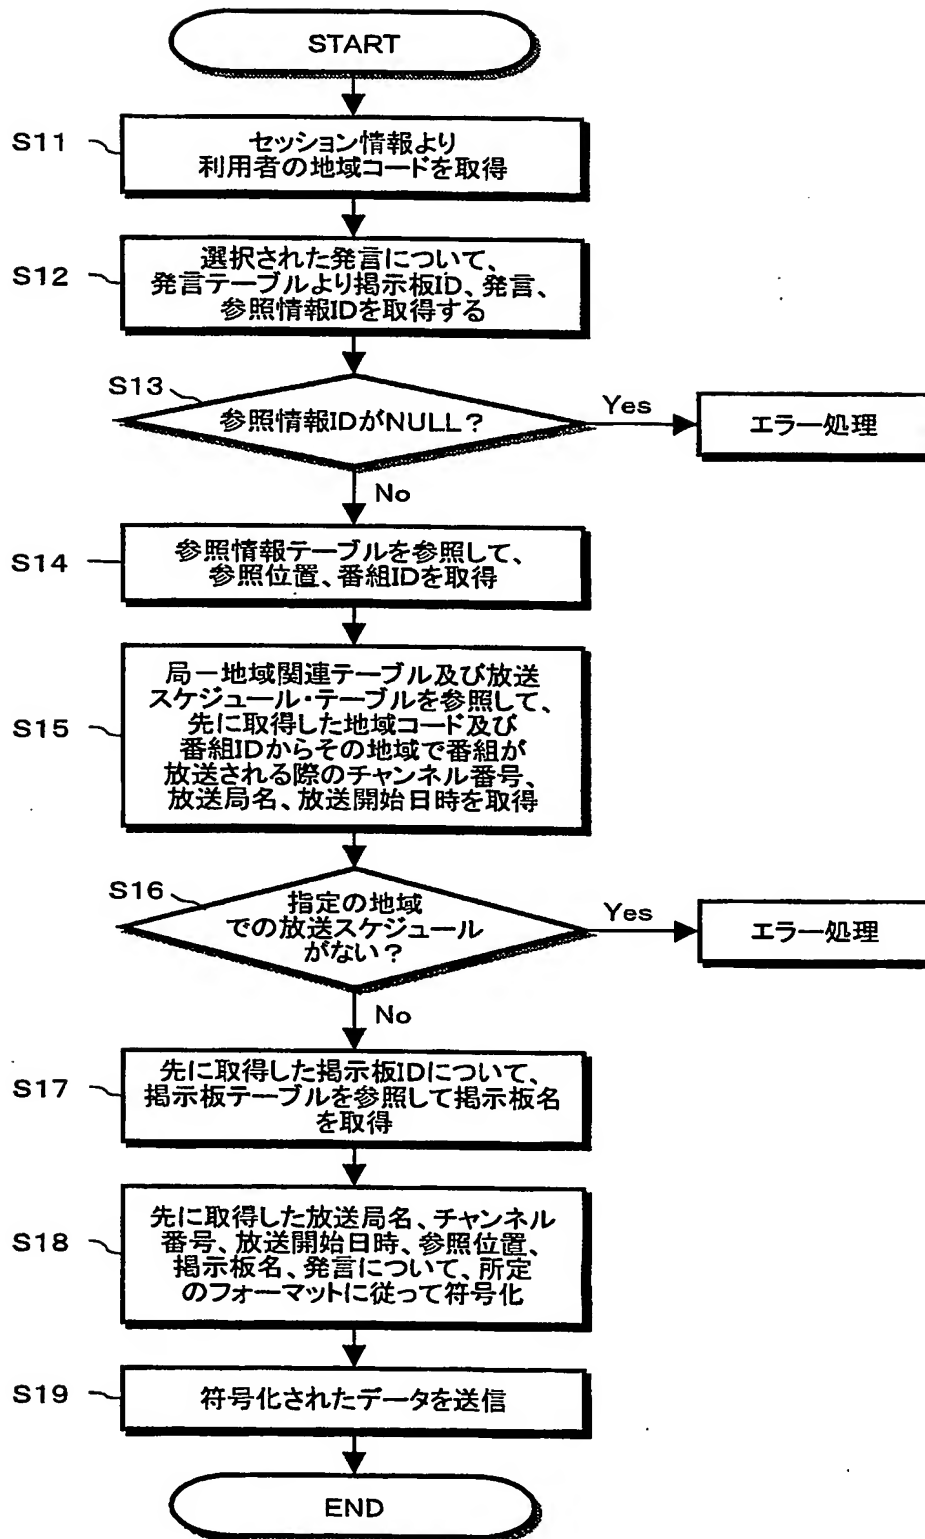 START
S11
セッション情報より
利用者の地域コードを取得
S12
選択された発言について、
発言テーブルより掲示板ID、発言、
参照情報IDを取得する
S13
参照情報IDがNULL?
Yes
エラー処理
No
S14
参照情報テーブルを参照して、
参照位置、番組IDを取得
S15
局-地域関連テーブル及び放送
スケジュール・テーブルを参照して、
先に取得した地域コード及び
番組IDからその地域で番組が
放送される際のチャンネル番号、
放送局名、放送開始日時を取得
S16
指定の地域
での放送スケジュール
がない?
Yes
エラー処理
No
S17
先に取得した掲示板IDについて、
掲示板テーブルを参照して掲示板名
を取得
S18
先に取得した放送局名、チャンネル
番号、放送開始日時、参照位置、
掲示板名、発言について、所定
のフォーマットに従って符号化
S19
符号化されたデータを送信
END